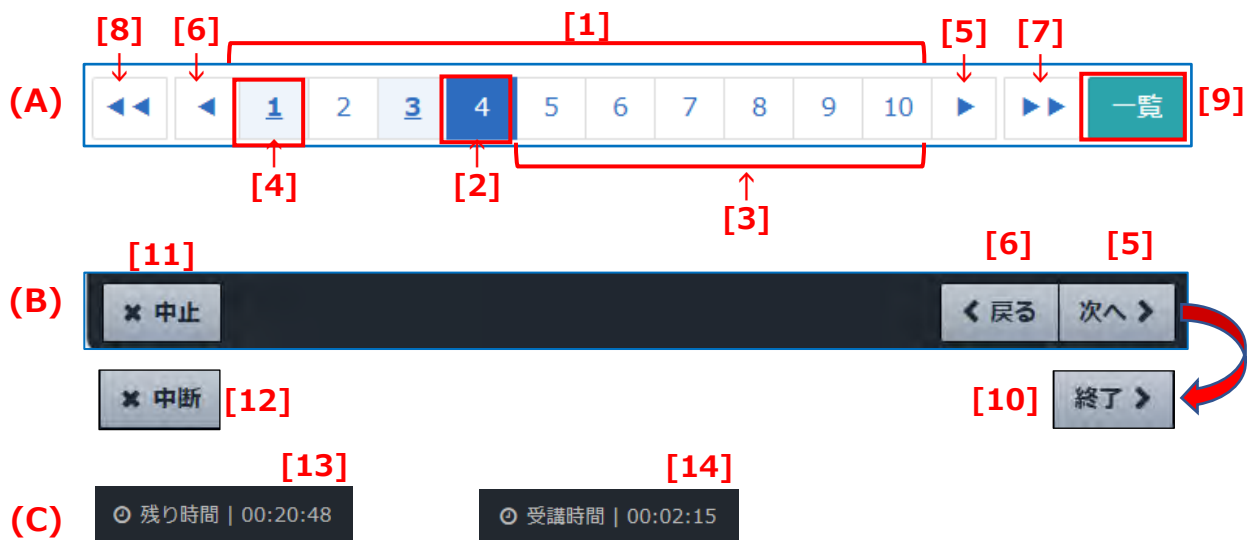 [8] [6] [1] [5] [7]
(A) ◀◀ ◀ 1 2 3 4 5 6 7 8 9 10 ▶ ▶▶ 一覧 [9]
[4] [2] [3]
[11] [6] [5]
(B) ✖ 中止 ❮ 戻る 次へ ❯
✖ 中断 [12] [10] 終了 ❯
[13] [14]
(C) 残り時間 | 00:20:48 受講時間 | 00:02:15